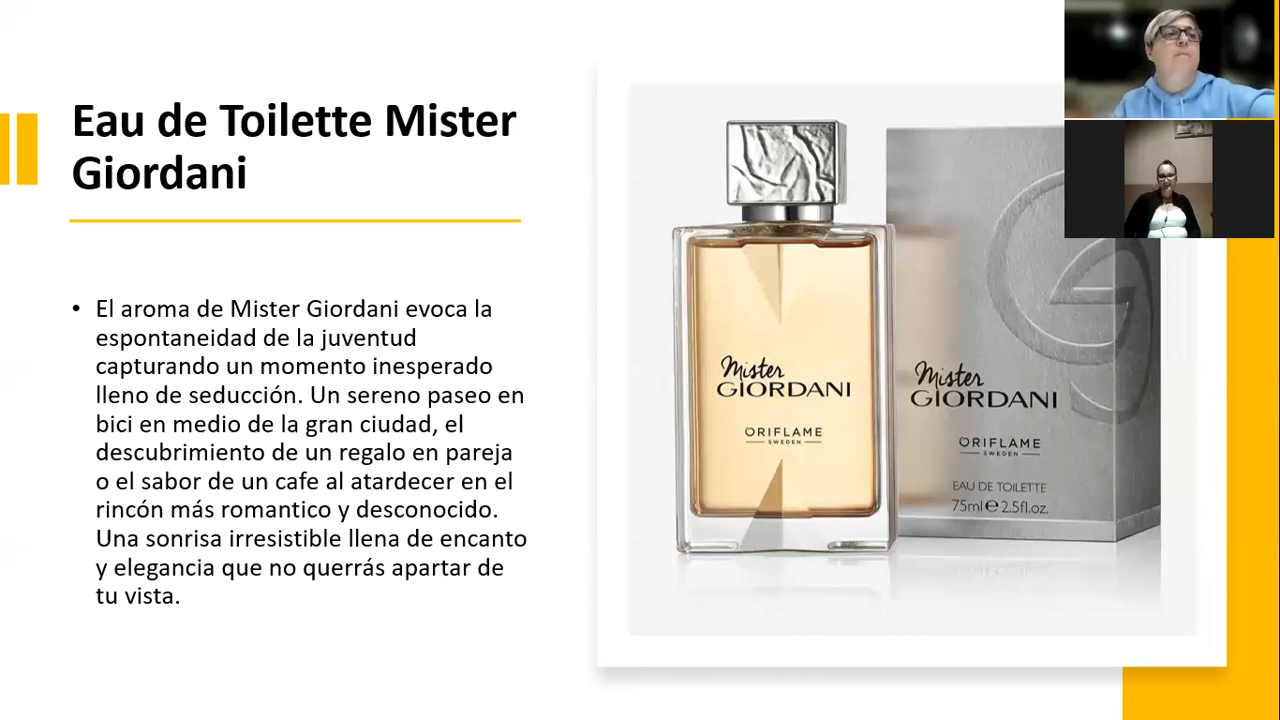 Eau de Toilette Mister
Giordani
• El aroma de Mister Giordani evoca la
espontaneidad de la juventud
capturando un momento inesperado
lleno de seducción. Un sereno paseo en
bici en medio de la gran ciudad, el
descubrimiento de un regalo en pareja
o el sabor de un cafe al atardecer en el
rincón más romantico y desconocido.
Una sonrisa irresistible llena de encanto
y elegancia que no querrás apartar de
tu vista.
Mister
GIORDANI
ORIFLAME
SWEDEN
Mister
GIORDANI
ORIFLAME
SWEDEN
EAU DE TOILETTE
75ml e 2.5fl.oz.